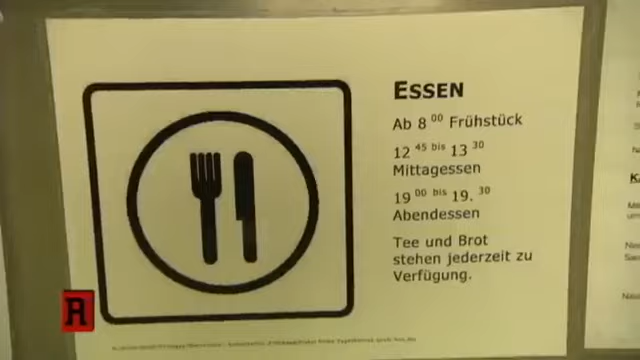 ESSEN
Ab 8 00 Frühstück
12 45 bis 13 30
Mittagessen
19 00 bis 19. 30
Abendessen
Tee und Brot
stehen jederzeit zu
Verfügung.